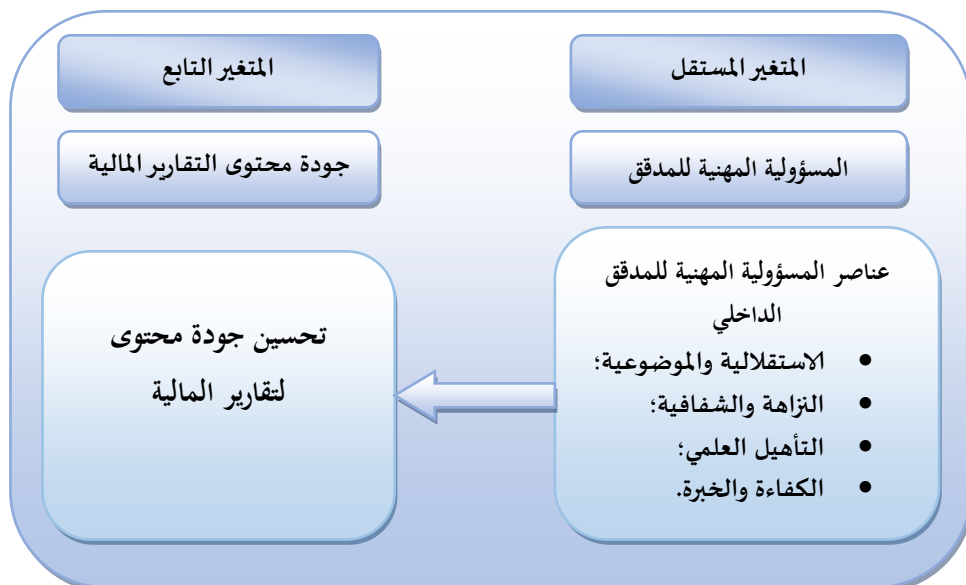 المتغير المستقل
المتغير التابع
المسؤولية المهنية للمدقق
جودة محتوى التقارير المالية
عناصر المسؤولية المهنية للمدقق
الداخلي
• الاستقلالية والموضوعية؛
• النزاهة والشفافية؛
• التأهيل العلمي؛
• الكفاءة والخبرة.
تحسين جودة محتوى
لتقارير المالية